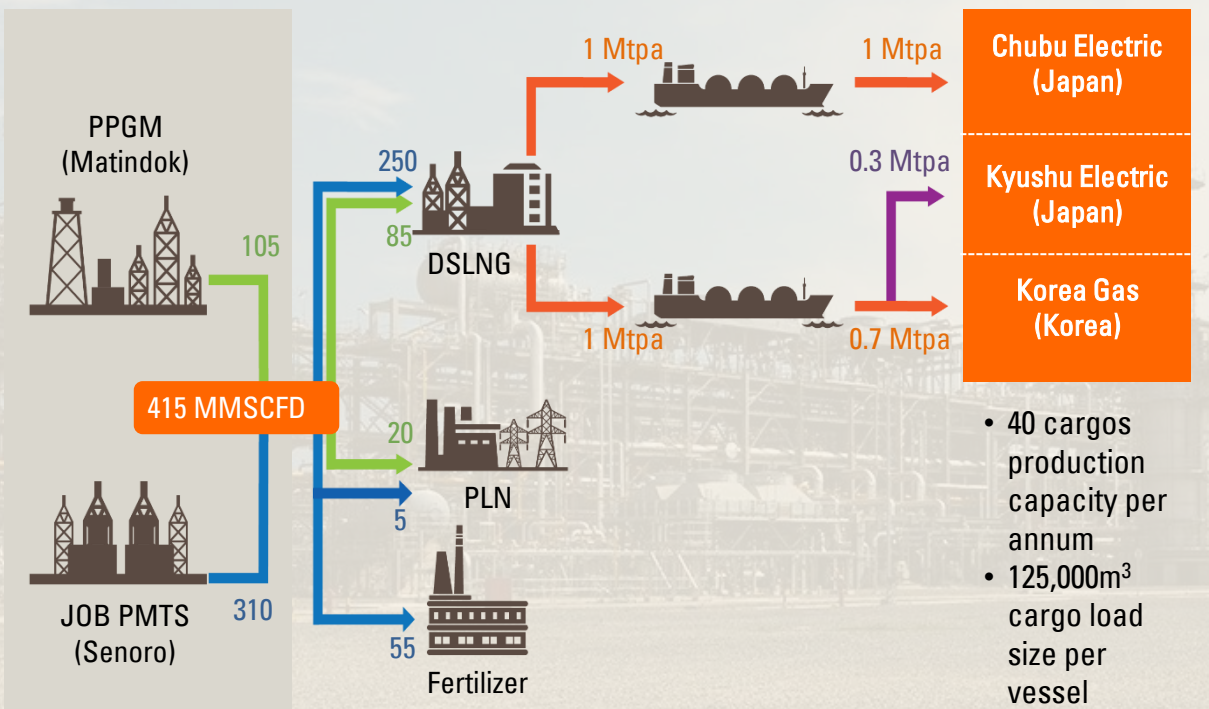 PPGM
(Matindok)
105
415 MMSCFD
JOB PMTS
(Senoro)
310
250
85
DSLNG
20
PLN
5
55
Fertilizer
1 Mtpa
1 Mtpa
1 Mtpa
0.3 Mtpa
0.7 Mtpa
Chubu Electric
(Japan)
Kyushu Electric
(Japan)
Korea Gas
(Korea)
• 40 cargos
production
capacity per
annum
• 125,000m³
cargo load
size per
vessel